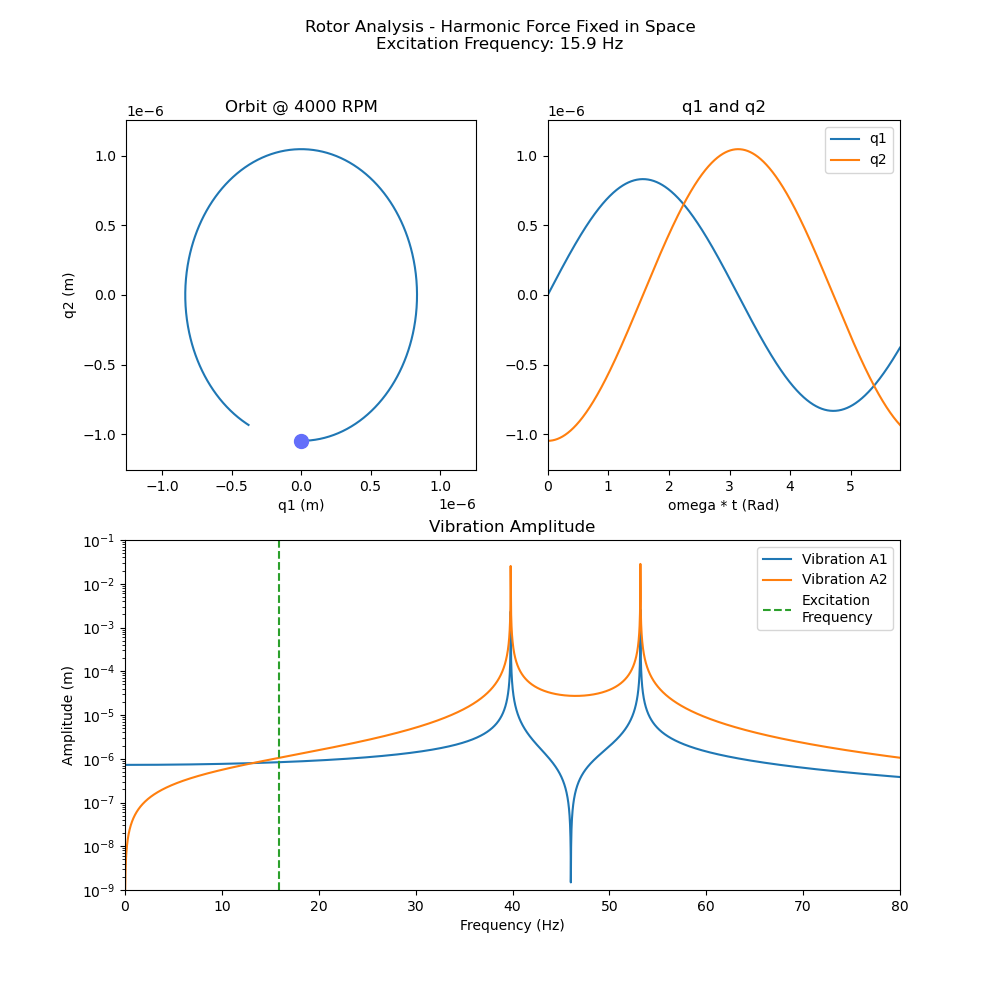 Rotor Analysis - Harmonic Force Fixed in Space
Excitation Frequency: 15.9 Hz
Orbit @ 4000 RPM
1e−6
1.0
0.5
0.0
−0.5
−1.0
q2 (m)
−1.0 −0.5 0.0 0.5 1.0
1e−6
q1 (m)
q1 and q2
1e−6
q1
q2
1.0
0.5
0.0
−0.5
−1.0
0 1 2 3 4 5
omega * t (Rad)
Vibration Amplitude
Vibration A1
Vibration A2
Excitation
Frequency
10⁻¹
10⁻²
10⁻³
10⁻⁴
10⁻⁵
10⁻⁶
10⁻⁷
10⁻⁸
10⁻⁹
Amplitude (m)
0 10 20 30 40 50 60 70 80
Frequency (Hz)